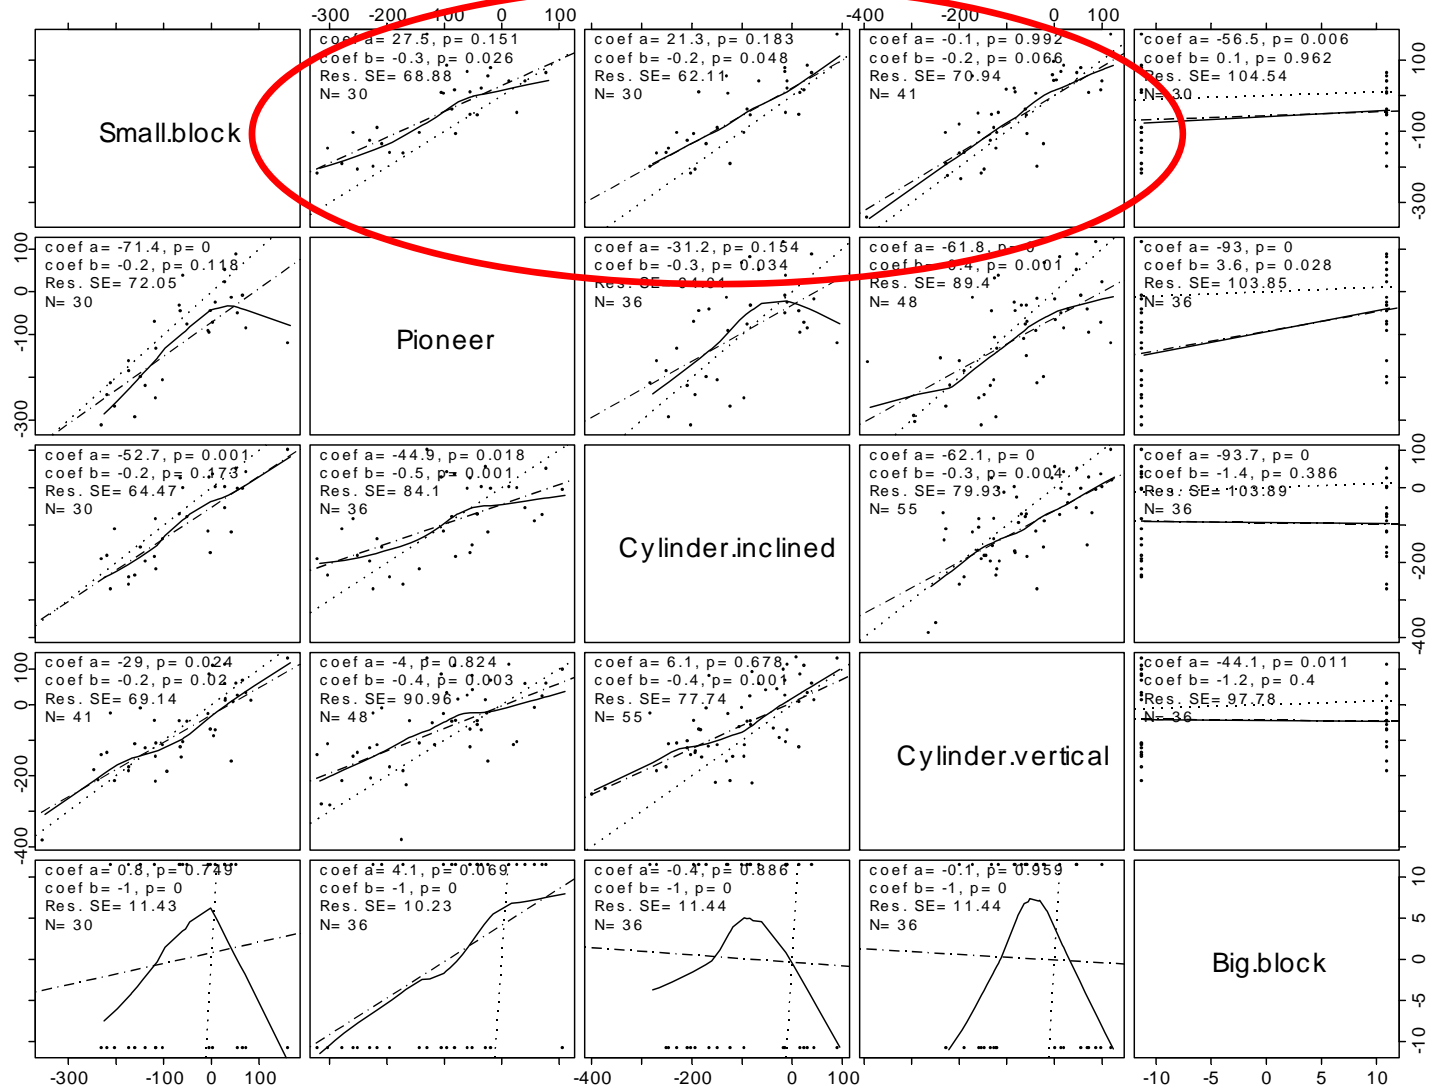 -300 -100 0 100 -400 -200 0 100
coef a= 27.5, p= 0.151
coef b= -0.3, p= 0.026
Res. SE= 68.88
N= 30
coef a= 21.3, p= 0.183
coef b= -0.2, p= 0.048
Res. SE= 62.11
N= 30
coef a= -0.1, p= 0.992
coef b= -0.2, p= 0.066
Res. SE= 70.94
N= 41
coef a= -56.5, p= 0.006
coef b= 0.1, p= 0.962
Res. SE= 104.54
N= 30
Small.block
100
-100
-300
100
0
-100
-300
coef a= -71.4, p= 0
coef b= -0.2, p= 0.118
Res. SE= 72.05
N= 30
Pioneer
coef a= -31.2, p= 0.154
coef b= -0.3, p= 0.034
Res. SE=
N= 36
coef a= -61.8, p= 0
p= 0.001
Res. SE= 89.4
N= 48
coef a= -93, p= 0
coef b= 3.6, p= 0.028
Res. SE= 103.85
N= 36
coef a= -52.7, p= 0.001
coef b= -0.2, p= 0.173
Res. SE= 64.47
N= 30
coef a= -44.9, p= 0.018
coef b= -0.5, p= 0.001
Res. SE= 84.1
N= 36
Cylinder.inclined
coef a= -62.1, p= 0
coef b= -0.3, p= 0.004
Res. SE= 79.93
N= 55
coef a= -93.7, p= 0
coef b= -1.4, p= 0.386
Res. SE= 103.89
N= 36
100
0
-200
-400
100
0
-200
-400
coef a= -29, p= 0.024
coef b= -0.2, p= 0.02
Res. SE= 69.14
N= 41
coef a= -4, p= 0.824
coef b= -0.4, p= 0.003
Res. SE= 90.96
N= 48
coef a= 6.1, p= 0.678
coef b= -0.4, p= 0.001
Res. SE= 77.74
N= 55
Cylinder.vertical
coef a= -44.1, p= 0.011
coef b= -1.2, p= 0.4
Res. SE= 97.78
N= 36
coef a= 0.8, p= 0.749
coef b= -1, p= 0
Res. SE= 11.43
N= 30
coef a= 4.1, p= 0.069
coef b= -1, p= 0
Res. SE= 10.23
N= 36
coef a= -0.4, p= 0.886
coef b= -1, p= 0
Res. SE= 11.44
N= 36
coef a= -0.1, p= 0.959
coef b= -1, p= 0
Res. SE= 11.44
N= 36
Big.block
10
5
0
-5
-10
-300 -100 0 100 -400 -200 0 -10 -5 0 5 10